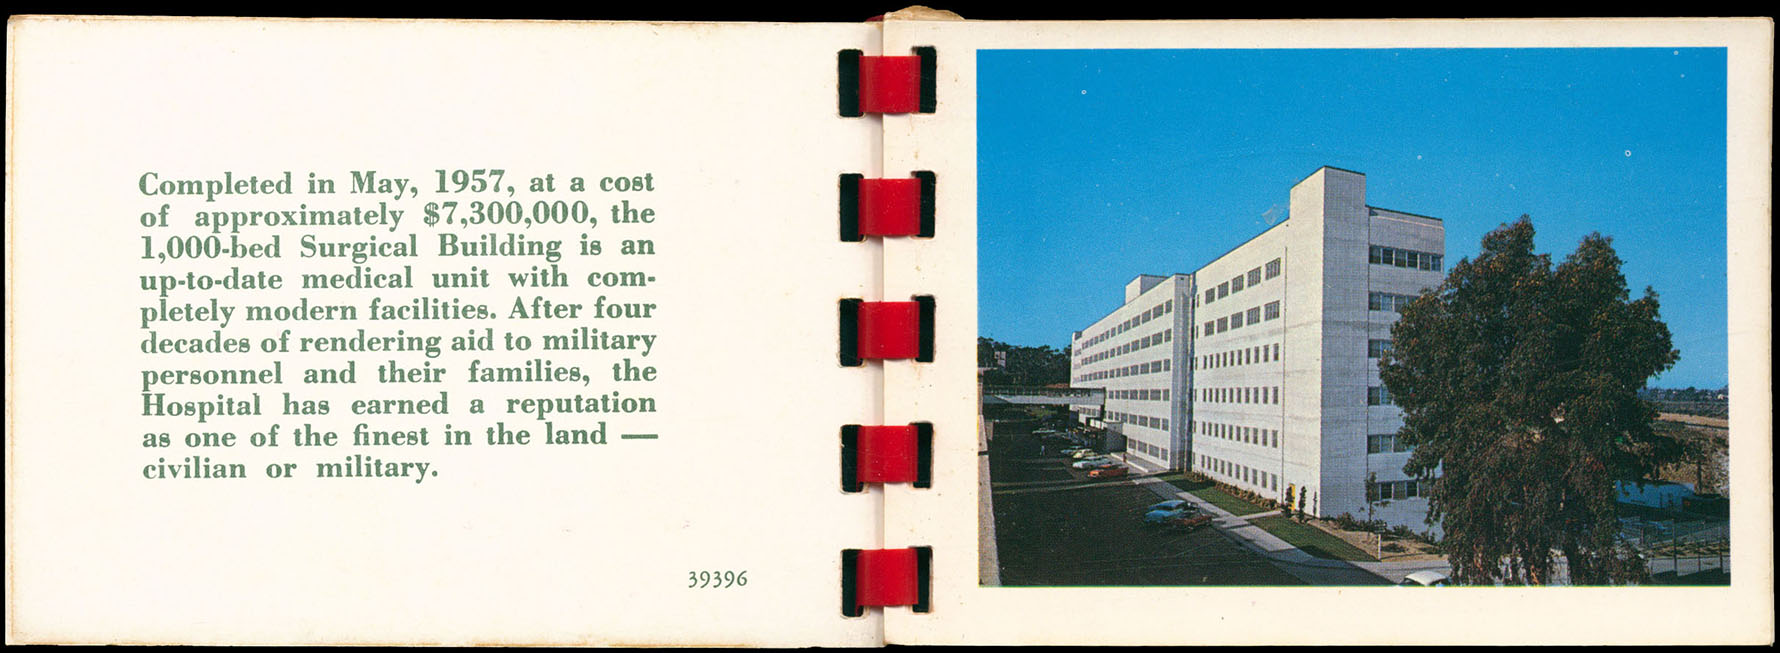 Completed in May, 1957, at a cost
of approximately $7,300,000, the
1,000-bed Surgical Building is an
up-to-date medical unit with com-
pletely modern facilities. After four
decades of rendering aid to military
personnel and their families, the
Hospital has earned a reputation
as one of the finest in the land —
civilian or military.
39396